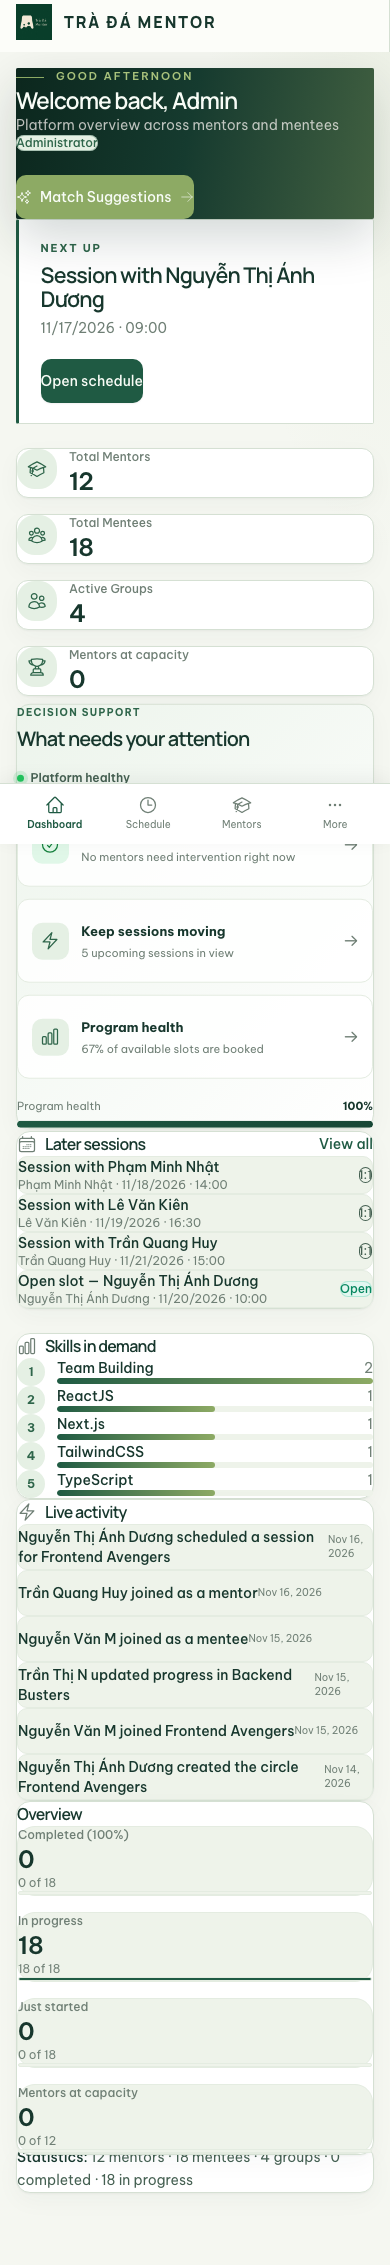 TRÀ ĐÁ MENTOR
GOOD AFTERNOON
Welcome back, Admin
Platform overview across mentors and mentees
Administrator
Match Suggestions
NEXT UP
Session with Nguyễn Thị Ánh
Dương
11/17/2026 · 09:00
Open schedule
Total Mentors
12
Total Mentees
18
Active Groups
4
Mentors at capacity
0
DECISION SUPPORT
What needs your attention
Platform healthy
Dashboard
Schedule
Mentors
More
No mentors need intervention right now
Keep sessions moving
5 upcoming sessions in view
Program health
67% of available slots are booked
Program health 100%
Later sessions View all
Session with Phạm Minh Nhật
Phạm Minh Nhật · 11/18/2026 · 14:00
1:1
Session with Lê Văn Kiên
Lê Văn Kiên · 11/19/2026 · 16:30
1:1
Session with Trần Quang Huy
Trần Quang Huy · 11/21/2026 · 15:00
1:1
Open slot — Nguyễn Thị Ánh Dương
Nguyễn Thị Ánh Dương · 11/20/2026 · 10:00
Open
Skills in demand
1 Team Building 2
2 ReactJS 1
3 Next.js 1
4 TailwindCSS 1
5 TypeScript 1
Live activity
Nguyễn Thị Ánh Dương scheduled a session
for Frontend Avengers
Nov 16,
2026
Trần Quang Huy joined as a mentor Nov 16, 2026
Nguyễn Văn M joined as a mentee Nov 15, 2026
Trần Thị N updated progress in Backend
Busters
Nov 15,
2026
Nguyễn Văn M joined Frontend Avengers Nov 15, 2026
Nguyễn Thị Ánh Dương created the circle
Frontend Avengers
Nov 14,
2026
Overview
Completed (100%)
0
0 of 18
In progress
18
18 of 18
Just started
0
0 of 18
Mentors at capacity
0
0 of 12
Statistics: 12 mentors · 18 mentees · 4 groups · 0
completed · 18 in progress